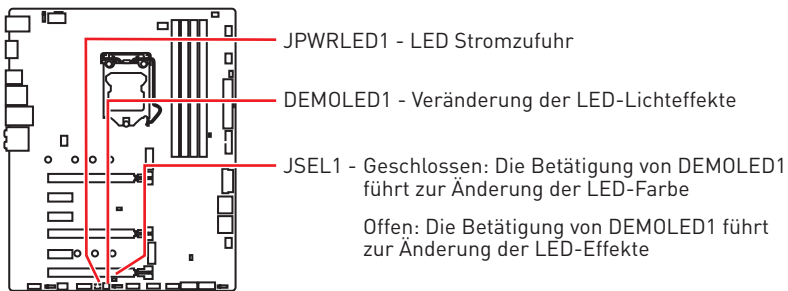 JPWRLED1 - LED Stromzufuhr
DEMOLED1 - Veränderung der LED-Lichteffekte
JSEL1 - Geschlossen: Die Betätigung von DEMOLED1
führt zur Änderung der LED-Farbe
Offen: Die Betätigung von DEMOLED1 führt
zur Änderung der LED-Effekte